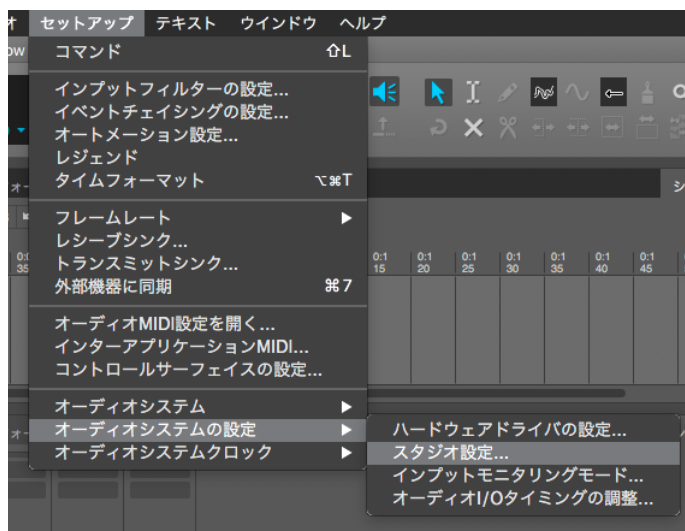 オ セットアップ テキスト ウインドウ ヘルプ
ow
コマンド ⇧L
インプットフィルターの設定...
イベントチェイシングの設定...
オートメーション設定...
レジェンド
タイムフォーマット ⌥⌘T
オー
シ
フレームレート ▶
レシーブシンク...
トランスミットシンク...
外部機器に同期 ⌘7
0:0 35
0:1 15 0:1 20 0:1 25 0:1 30 0:1 35 0:1 40 0:1 45
オーディオMIDI設定を開く...
インターアプリケーションMIDI...
コントロールサーフェイスの設定...
オーディオシステム ▶
オーディオシステムの設定 ▶
オーディオシステムクロック ▶
オー
ハードウェアドライバの設定...
スタジオ設定...
インプットモニタリングモード...
オーディオI/Oタイミングの調整...